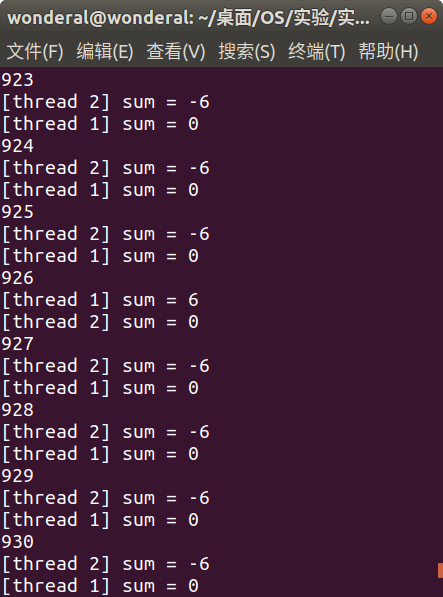 wonderal@wonderal: ~/桌面/OS/实验/实...
文件(F) 编辑(E) 查看(V) 搜索(S) 终端(T) 帮助(H)
923
[thread 2] sum = -6
[thread 1] sum = 0
924
[thread 2] sum = -6
[thread 1] sum = 0
925
[thread 2] sum = -6
[thread 1] sum = 0
926
[thread 1] sum = 6
[thread 2] sum = 0
927
[thread 2] sum = -6
[thread 1] sum = 0
928
[thread 2] sum = -6
[thread 1] sum = 0
929
[thread 2] sum = -6
[thread 1] sum = 0
930
[thread 2] sum = -6
[thread 1] sum = 0